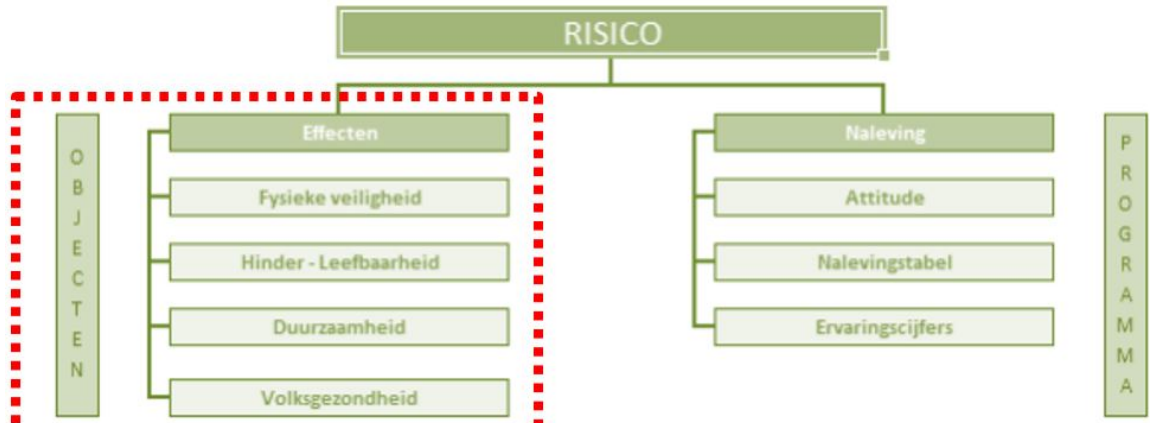 RISICO
OBJECTEN
Effecten
Fysieke veiligheid
Hinder - Leefbaarheid
Duurzaamheid
Volksgezondheid
Naleving
Attitude
Nalevingstabel
Ervaringscijfers
PROGRAMMA